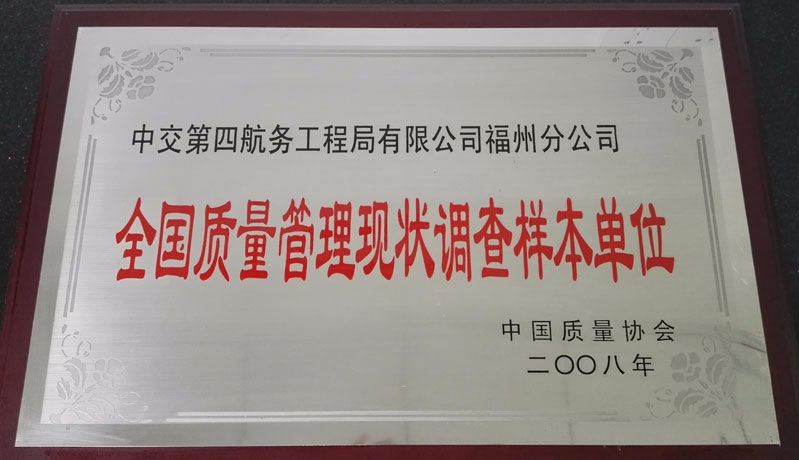 中交第四航务工程局有限公司福州分公司
全国质量管理现状调查样本单位
中国质量协会
二〇〇八年